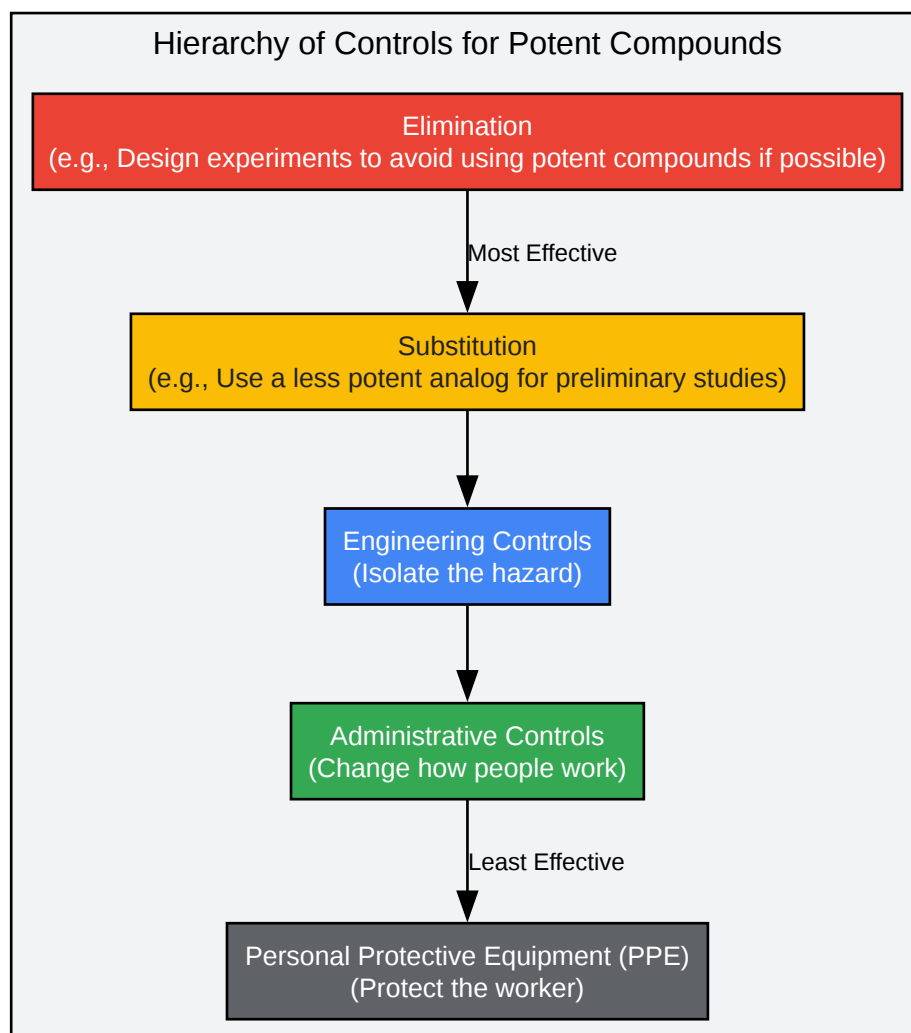 Hierarchy of Controls for Potent Compounds
Elimination
(e.g., Design experiments to avoid using potent compounds if possible)
Most Effective
Substitution
(e.g., Use a less potent analog for preliminary studies)
Engineering Controls
(Isolate the hazard)
Administrative Controls
(Change how people work)
Least Effective
Personal Protective Equipment (PPE)
(Protect the worker)